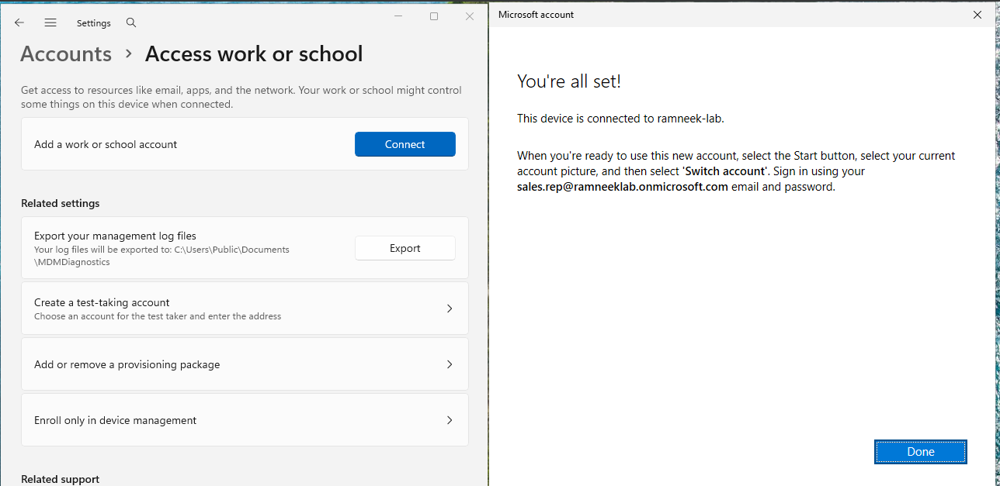 Settings
Accounts > Access work or school
Get access to resources like email, apps, and the network. Your work or school might control
some things on this device when connected.
Add a work or school account
Connect
Related settings
Export your management log files
Your log files will be exported to: C:\Users\Public\Documents
\MDMDiagnostics
Export
Create a test-taking account
Choose an account for the test taker and enter the address
Add or remove a provisioning package
Enroll only in device management
Related support
Microsoft account
You're all set!
This device is connected to ramneek-lab.
When you're ready to use this new account, select the Start button, select your current
account picture, and then select 'Switch account'. Sign in using your
sales.rep@ramneeklab.onmicrosoft.com email and password.
Done